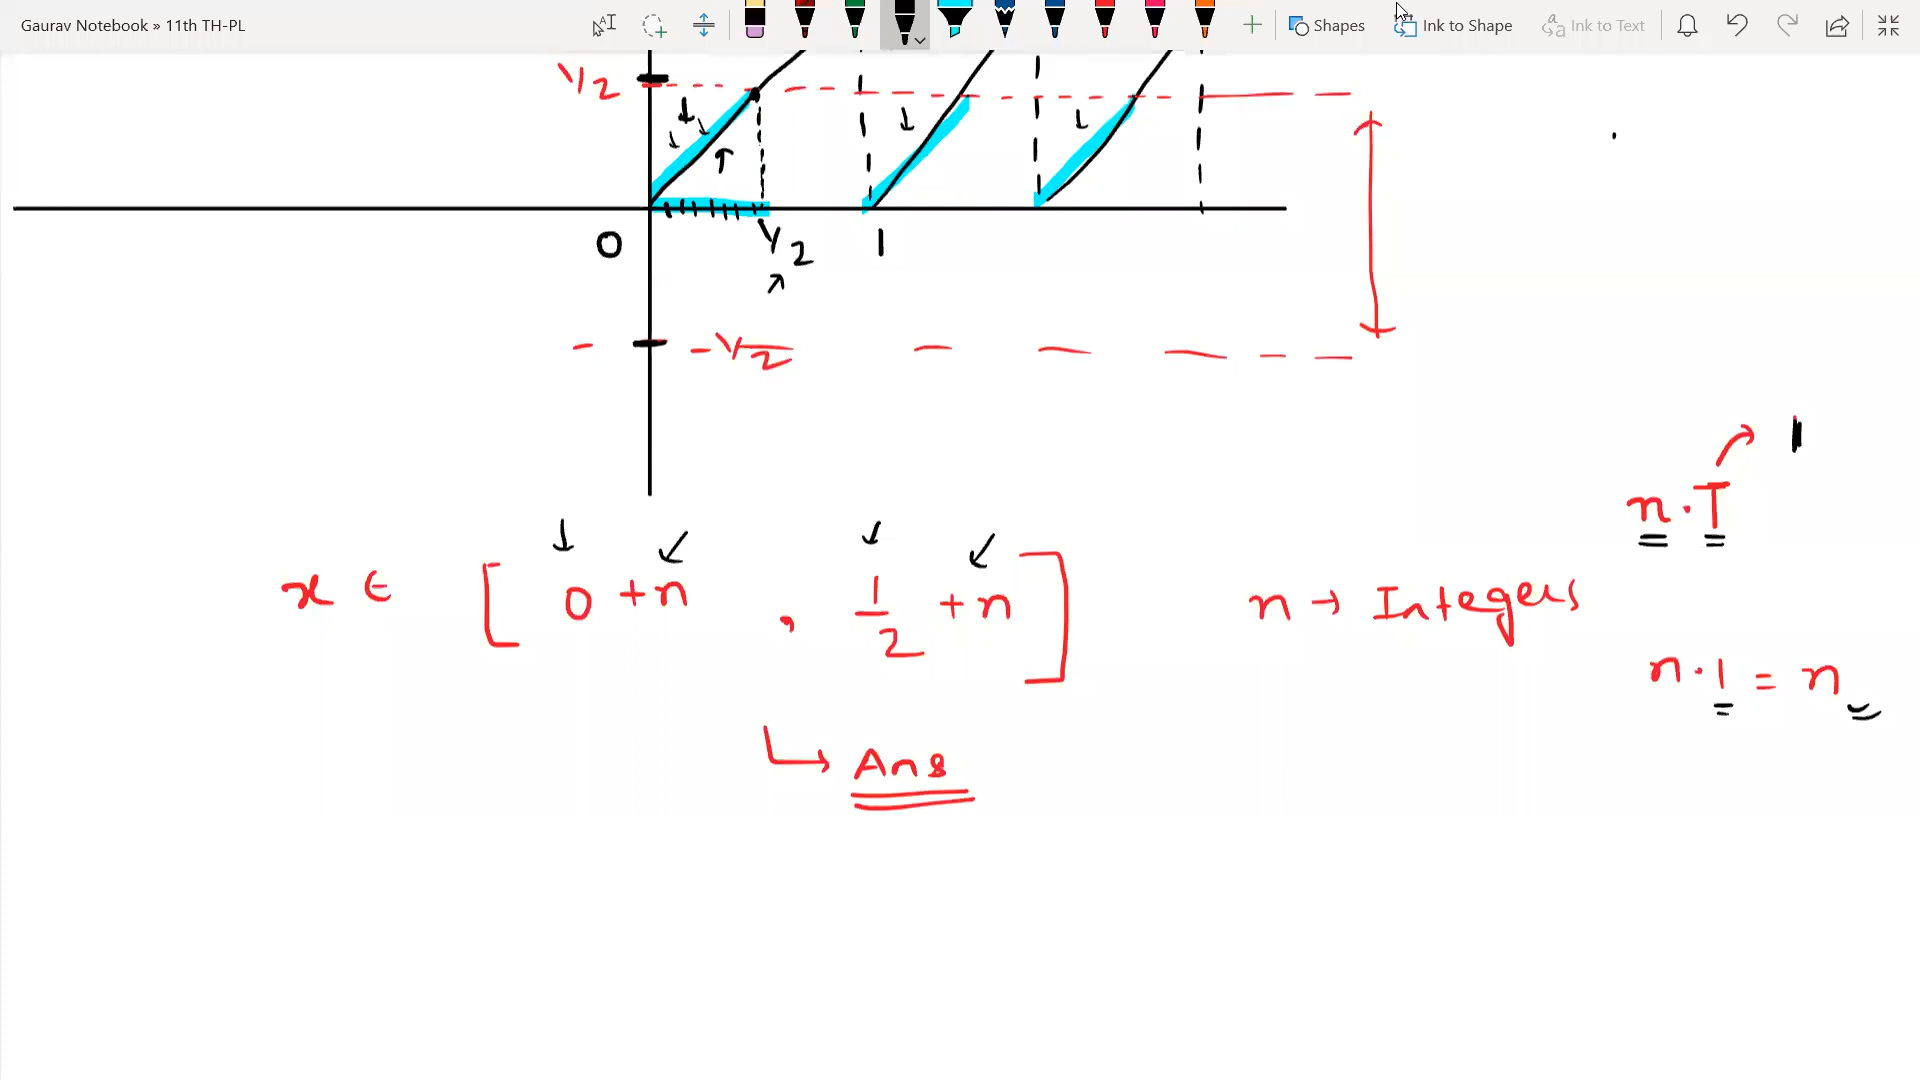 Gaurav Notebook » 11th TH-PL
Shapes
Ink to Shape
Ink to Text
1/2
0
1/2
1
-1/2
1
n · T
x ∈ [ 0 + n , 1/2 + n ]
n → Integers
n · 1 = n
Ans